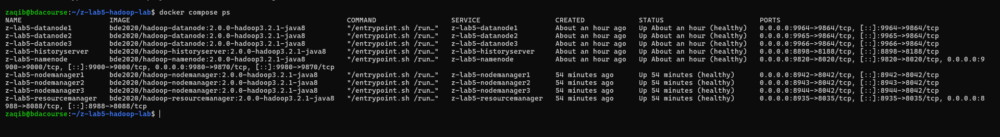 zaqib@bdacourse:~/z-lab5-hadoop-lab$ docker compose ps
NAME IMAGE COMMAND SERVICE CREATED STATUS PORTS
z-lab5-datanode1 bde2020/hadoop-datanode:2.0.0-hadoop3.2.1-java8 "/entrypoint.sh /run…" z-lab5-datanode1 About an hour ago Up About an hour (healthy) 0.0.0.0:9964->9864/tcp, [::]:9964->9864/tcp
z-lab5-datanode2 bde2020/hadoop-datanode:2.0.0-hadoop3.2.1-java8 "/entrypoint.sh /run…" z-lab5-datanode2 About an hour ago Up About an hour (healthy) 0.0.0.0:9965->9864/tcp, [::]:9965->9864/tcp
z-lab5-datanode3 bde2020/hadoop-datanode:2.0.0-hadoop3.2.1-java8 "/entrypoint.sh /run…" z-lab5-datanode3 About an hour ago Up About an hour (healthy) 0.0.0.0:9966->9864/tcp, [::]:9966->9864/tcp
z-lab5-historyserver bde2020/hadoop-historyserver:2.0.0-hadoop3.2.1-java8 "/entrypoint.sh /run…" z-lab5-historyserver About an hour ago Up About an hour (healthy) 0.0.0.0:8898->8188/tcp, [::]:8898->8188/tcp
z-lab5-namenode bde2020/hadoop-namenode:2.0.0-hadoop3.2.1-java8 "/entrypoint.sh /run…" z-lab5-namenode About an hour ago Up About an hour (healthy) 0.0.0.0:9820->8020/tcp, [::]:9820->8020/tcp, 0.0.0.0:9
900->9000/tcp, [::]:9900->9000/tcp, 0.0.0.0:9980->9870/tcp, [::]:9980->9870/tcp
z-lab5-nodemanager1 bde2020/hadoop-nodemanager:2.0.0-hadoop3.2.1-java8 "/entrypoint.sh /run…" z-lab5-nodemanager1 54 minutes ago Up 54 minutes (healthy) 0.0.0.0:8942->8042/tcp, [::]:8942->8042/tcp
z-lab5-nodemanager2 bde2020/hadoop-nodemanager:2.0.0-hadoop3.2.1-java8 "/entrypoint.sh /run…" z-lab5-nodemanager2 54 minutes ago Up 54 minutes (healthy) 0.0.0.0:8943->8042/tcp, [::]:8943->8042/tcp
z-lab5-nodemanager3 bde2020/hadoop-nodemanager:2.0.0-hadoop3.2.1-java8 "/entrypoint.sh /run…" z-lab5-nodemanager3 54 minutes ago Up 54 minutes (healthy) 0.0.0.0:8944->8042/tcp, [::]:8944->8042/tcp
z-lab5-resourcemanager bde2020/hadoop-resourcemanager:2.0.0-hadoop3.2.1-java8 "/entrypoint.sh /run…" z-lab5-resourcemanager 54 minutes ago Up 54 minutes (healthy) 0.0.0.0:8935->8035/tcp, [::]:8935->8035/tcp, 0.0.0.0:8
988->8088/tcp, [::]:8988->8088/tcp
zaqib@bdacourse:~/z-lab5-hadoop-lab$